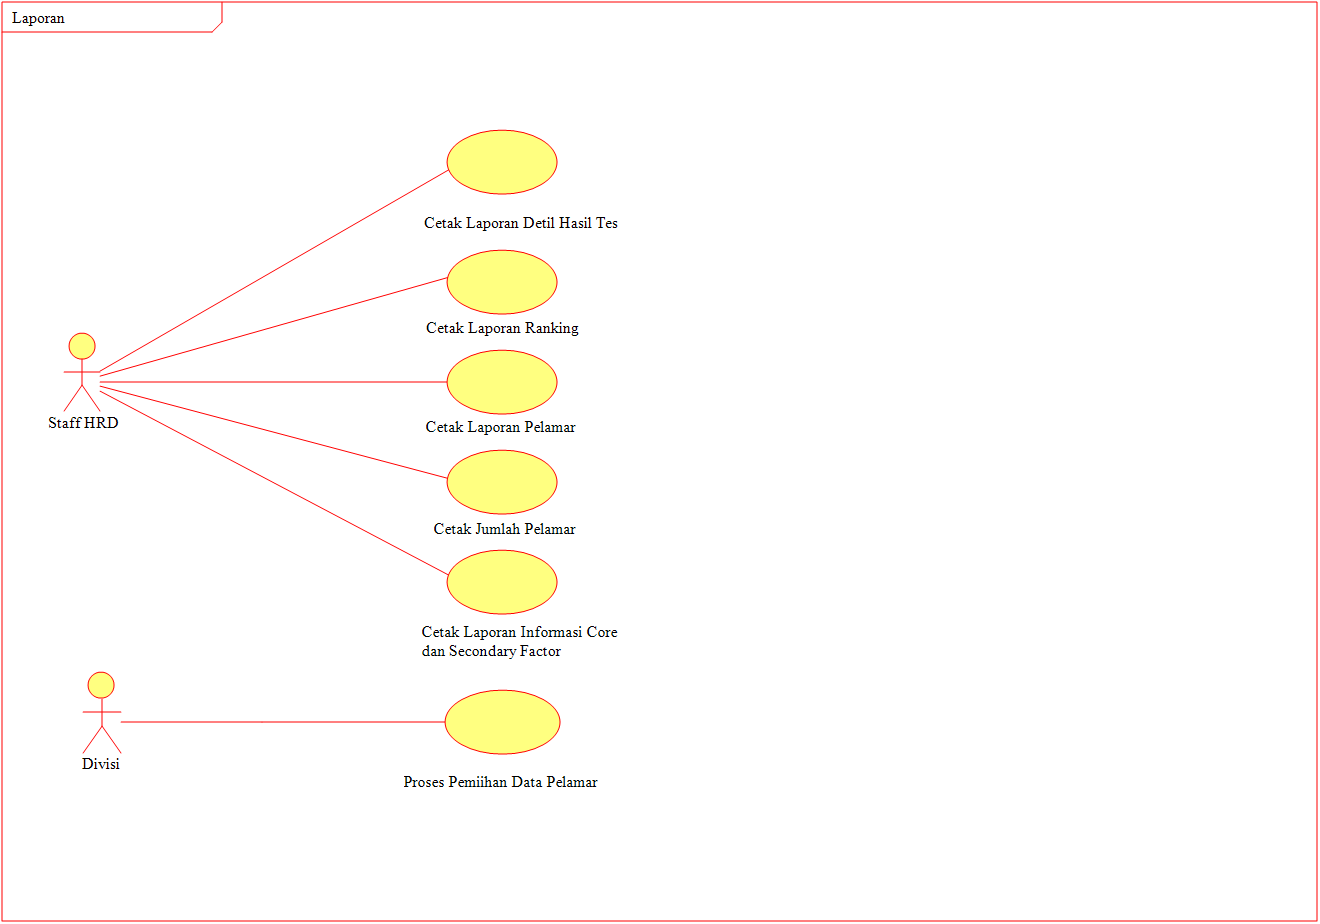 Laporan
Cetak Laporan Detil Hasil Tes
Cetak Laporan Ranking
Staff HRD
Cetak Laporan Pelamar
Cetak Jumlah Pelamar
Cetak Laporan Informasi Core
dan Secondary Factor
Divisi
Proses Pemiihan Data Pelamar